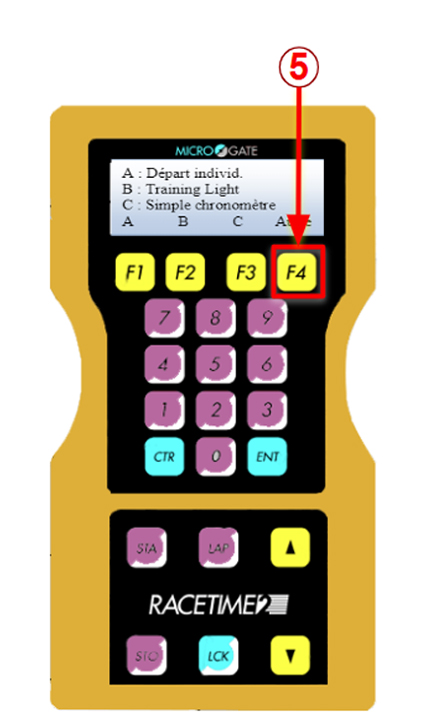 5
MICROGATE
A : Départ individ.
B : Training Light
C : Simple chronomètre
A B C
F1 F2 F3 F4
7 8 9
4 5 6
1 2 3
CTR 0 ENT
STA LAP ▲
RACETIME2
STO LCK ▼